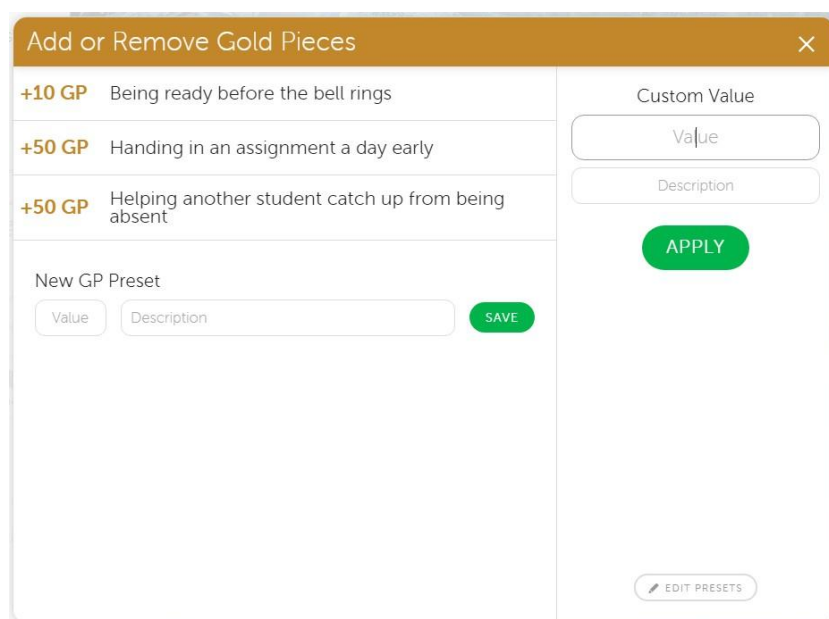 Add or Remove Gold Pieces
+10 GP Being ready before the bell rings
+50 GP Handing in an assignment a day early
+50 GP Helping another student catch up from being
absent
New GP Preset
Value Description SAVE
Custom Value
Value
Description
APPLY
EDIT PRESETS